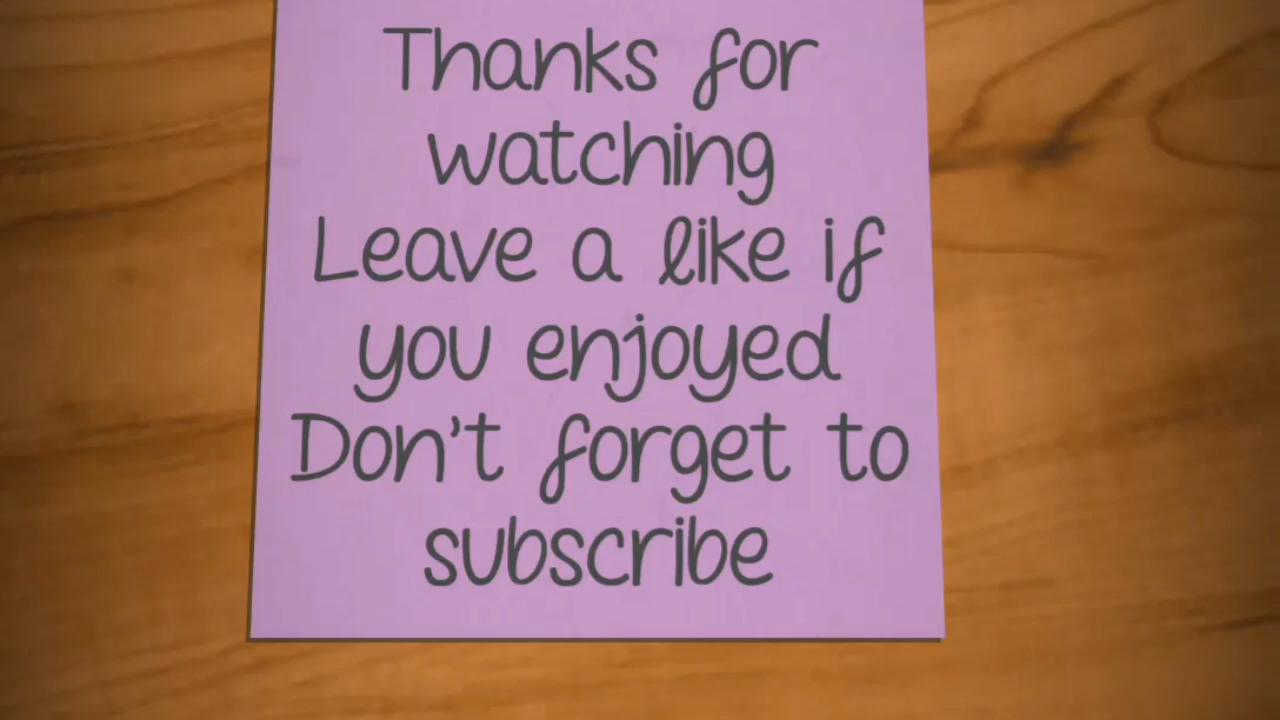 Thanks for
watching
Leave a like if
you enjoyed
Don't forget to
subscribe